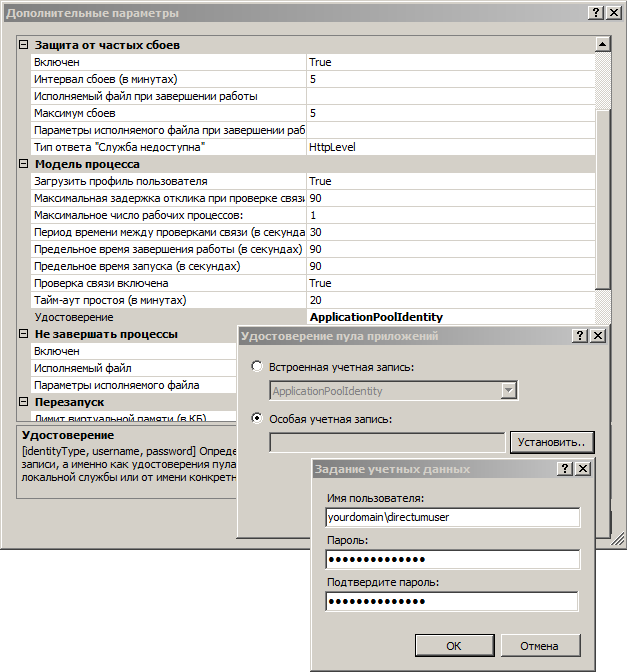 Дополнительные параметры
Защита от частых сбоев
Включен True
Интервал сбоев (в минутах) 5
Исполняемый файл при завершении работы
Максимум сбоев 5
Параметры исполняемого файла при завершении раб
Тип ответа "Служба недоступна" HttpLevel
Модель процесса
Загрузить профиль пользователя True
Максимальная задержка отклика при проверке связи 90
Максимальное число рабочих процессов: 1
Период времени между проверками связи (в секунда 30
Предельное время завершения работы (в секундах) 90
Предельное время запуска (в секундах) 90
Проверка связи включена True
Тайм-аут простоя (в минутах) 20
Удостоверение ApplicationPoolIdentity
Не завершать процессы
Включен
Исполняемый файл
Параметры исполняемого файла
Перезапуск
Лимит виртуальной памяти (в КБ)
Удостоверение
[identityType, username, password] Опреде
записи, а именно как удостоверения пула
локальной службы или от имени конкретн
Удостоверение пула приложений
Встроенная учетная запись:
ApplicationPoolIdentity
Особая учетная запись:
Установить..
Задание учетных данных
Имя пользователя:
yourdomain\directumuser
Пароль:
Подтвердите пароль:
OK Отмена